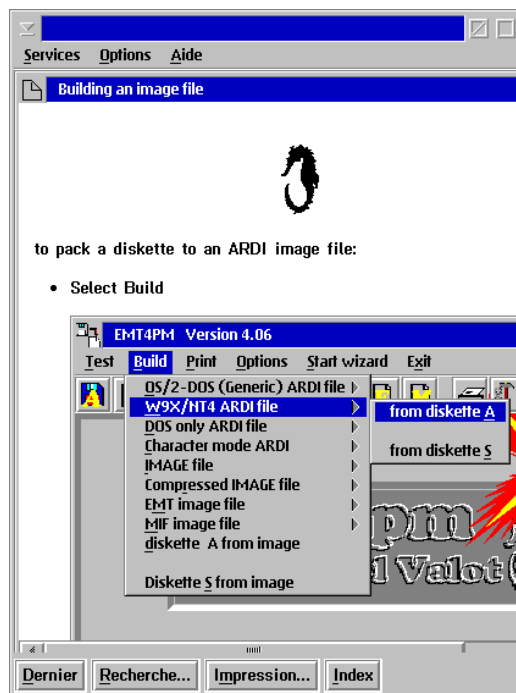 Services Options Aide
Building an image file
to pack a diskette to an ARDI image file:
• Select Build
EMT4PM Version 4.06
Test Build Print Options Start wizard Exit
OS/2-DOS (Generic) ARDI file
W9X/NT4 ARDI file
from diskette A
DOS only ARDI file
Character mode ARDI
from diskette S
IMAGE file
Compressed IMAGE file
EMT image file
MIF image file
diskette A from image
Diskette S from image
pm
l Valot (
Dernier Recherche... Impression... Index